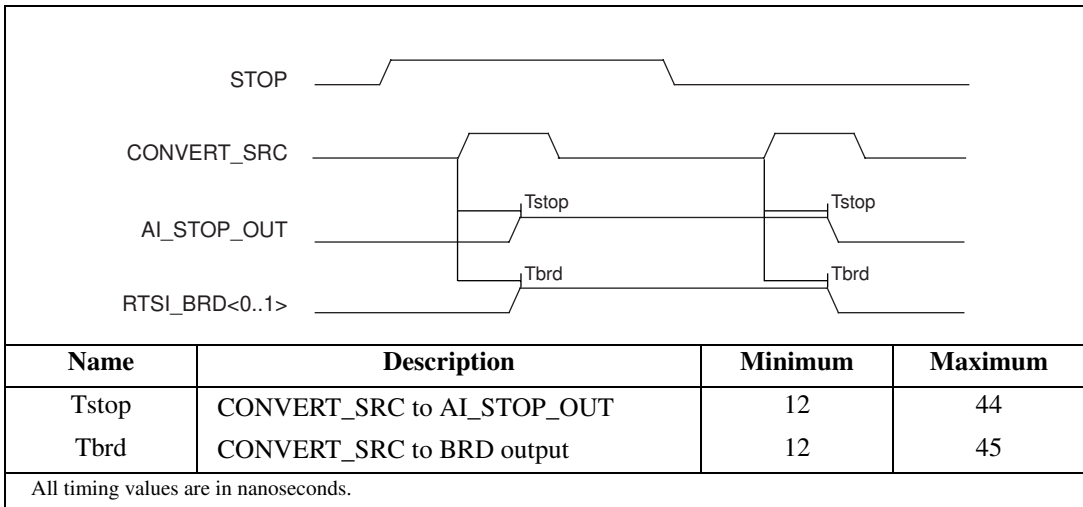 STOP
CONVERT_SRC
Tstop Tstop
AI_STOP_OUT
Tbrd Tbrd
RTSI_BRD<0..1>
Name Description Minimum Maximum
Tstop CONVERT_SRC to AI_STOP_OUT 12 44
Tbrd CONVERT_SRC to BRD output 12 45
All timing values are in nanoseconds.